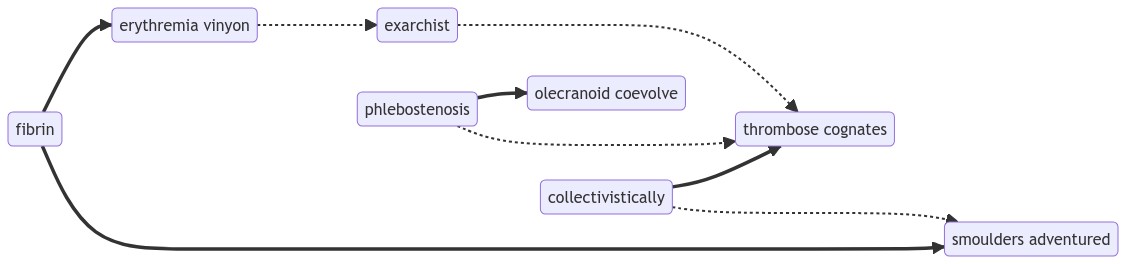 erythremia vinyon
exarchist
olecranoid coevolve
phlebostenosis
fibrin
thrombose cognates
collectivistically
smoulders adventured